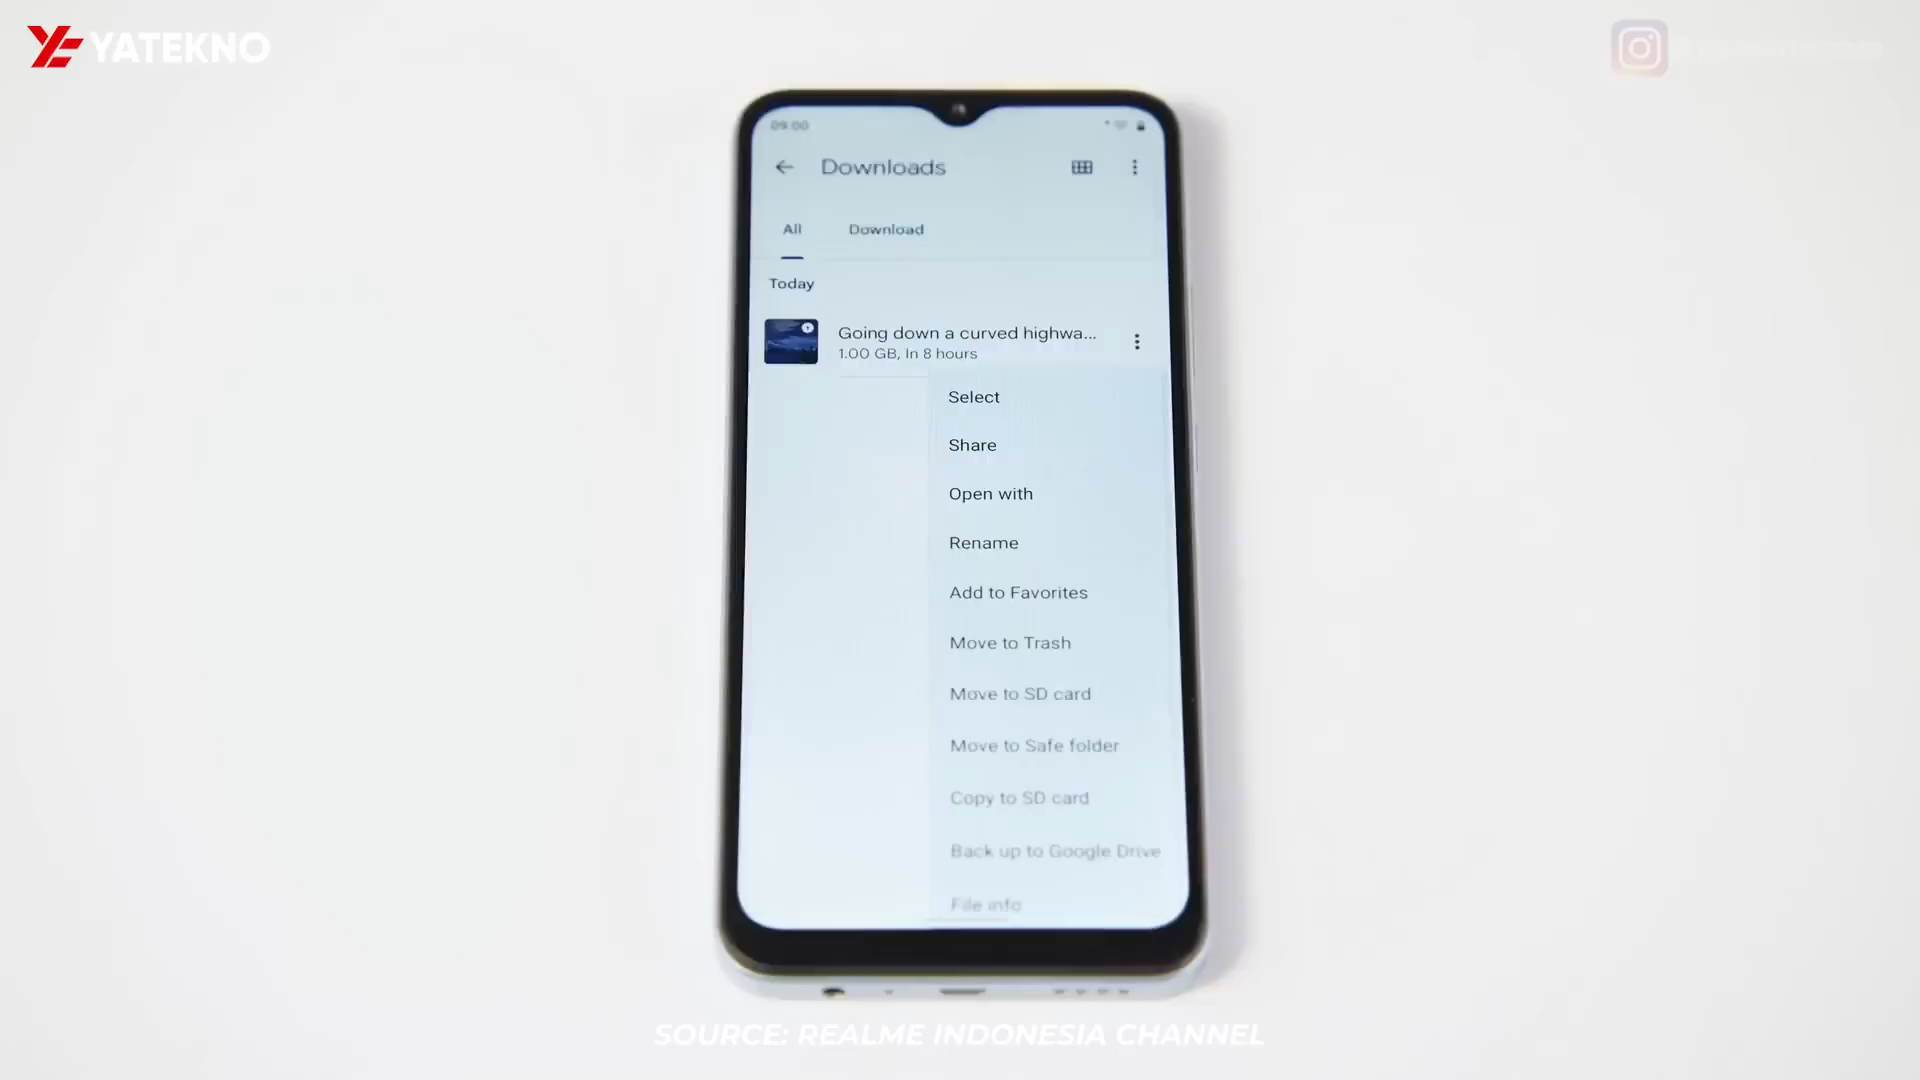 YATEKNO
09:00
Downloads
All
Download
Today
Going down a curved highwa...
1.00 GB, In 8 hours
Select
Share
Open with
Rename
Add to Favorites
Move to Trash
Move to SD card
Move to Safe folder
Copy to SD card
Back up to Google Drive
File info
SOURCE: REALME INDONESIA CHANNEL